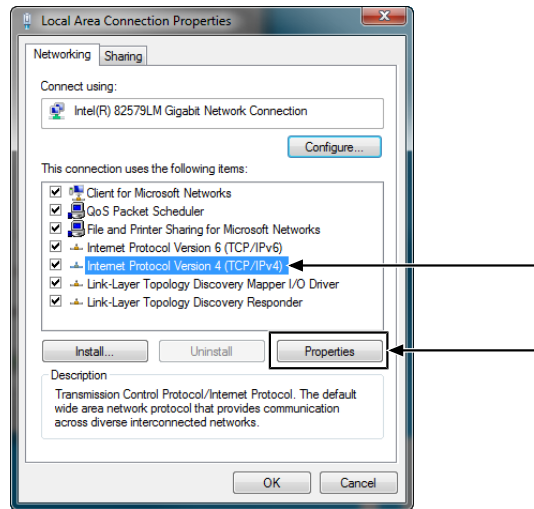 Local Area Connection Properties
Networking Sharing
Connect using:
Intel(R) 82579LM Gigabit Network Connection
Configure...
This connection uses the following items:
Client for Microsoft Networks
QoS Packet Scheduler
File and Printer Sharing for Microsoft Networks
Internet Protocol Version 6 (TCP/IPv6)
Internet Protocol Version 4 (TCP/IPv4)
Link-Layer Topology Discovery Mapper I/O Driver
Link-Layer Topology Discovery Responder
Install... Uninstall Properties
Description
Transmission Control Protocol/Internet Protocol. The default
wide area network protocol that provides communication
across diverse interconnected networks.
OK Cancel